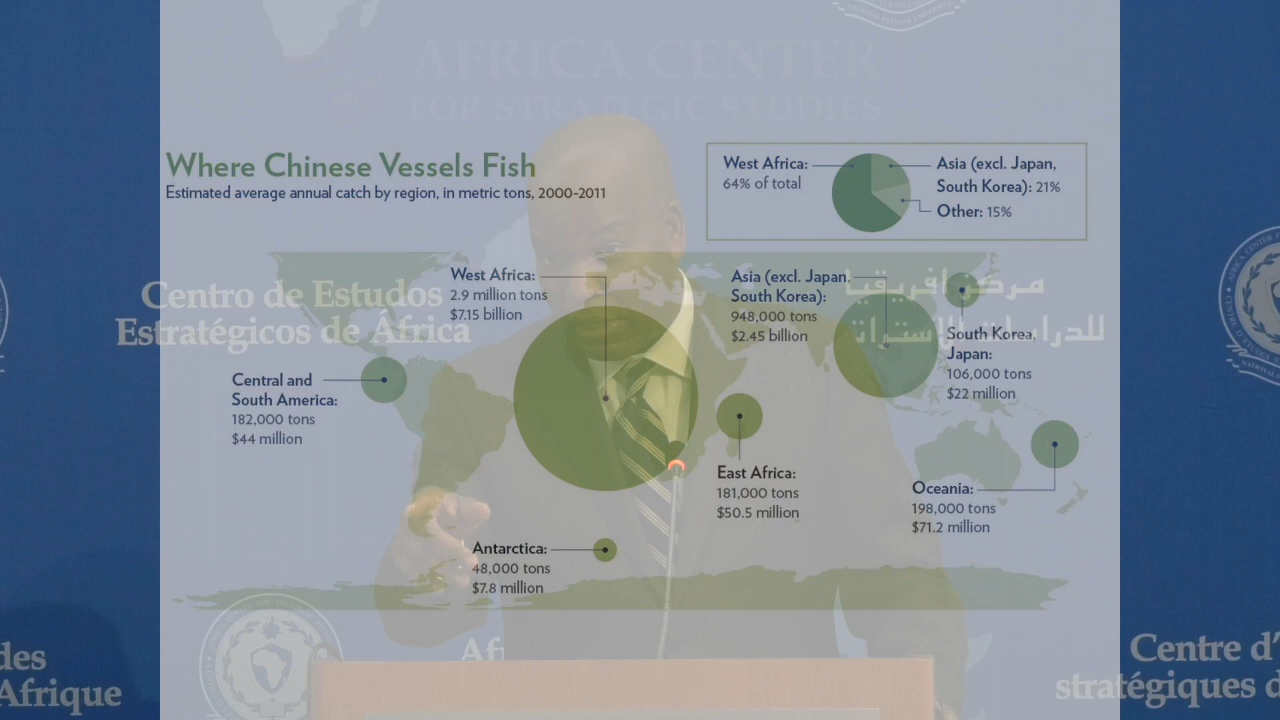 AFRICA CENTER
FOR STRATEGIC STUDIES
Where Chinese Vessels Fish
Estimated average annual catch by region, in metric tons, 2000-2011
West Africa:
64% of total
Asia (excl. Japan,
South Korea): 21%
Other: 15%
West Africa:
2.9 million tons
$7.15 billion
Asia (excl. Japan,
South Korea):
948,000 tons
$2.45 billion
South Korea,
Japan:
106,000 tons
$22 million
Central and
South America:
182,000 tons
$44 million
East Africa:
181,000 tons
$50.5 million
Oceania:
198,000 tons
$71.2 million
Antarctica:
48,000 tons
$7.8 million
Centro de Estudos
Estratégicos de África
مركز أفريقيا
للدراسات الإستراتي
des
Afrique
Afr
Centre d'
stratégiques d